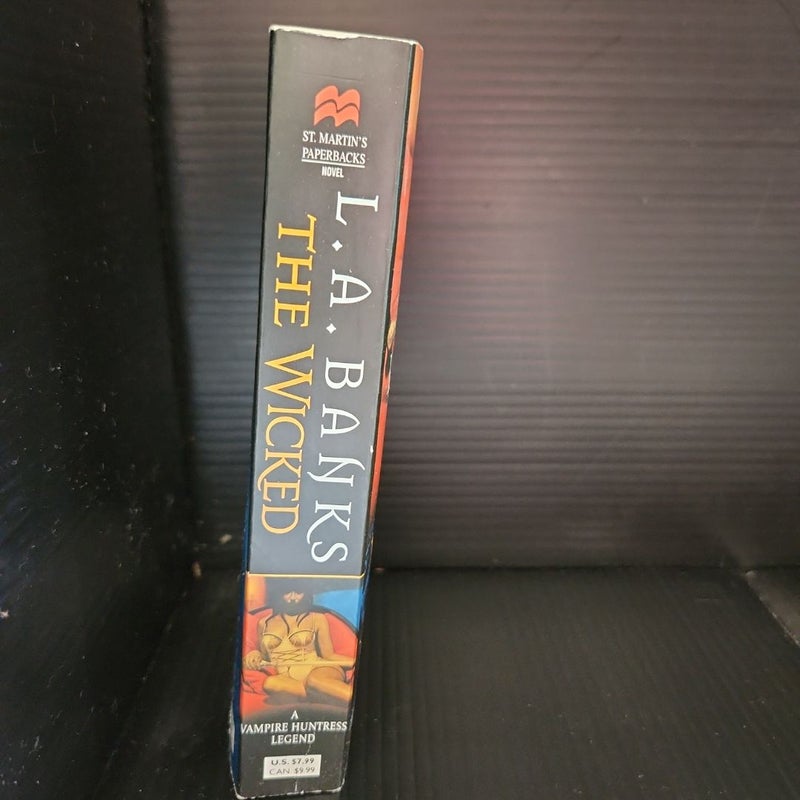 ST. MARTIN'S
PAPERBACKS
NOVEL
L. A. BANKS
THE WICKED
A
VAMPIRE HUNTRESS
LEGEND
U.S. $7.99
CAN. $9.99